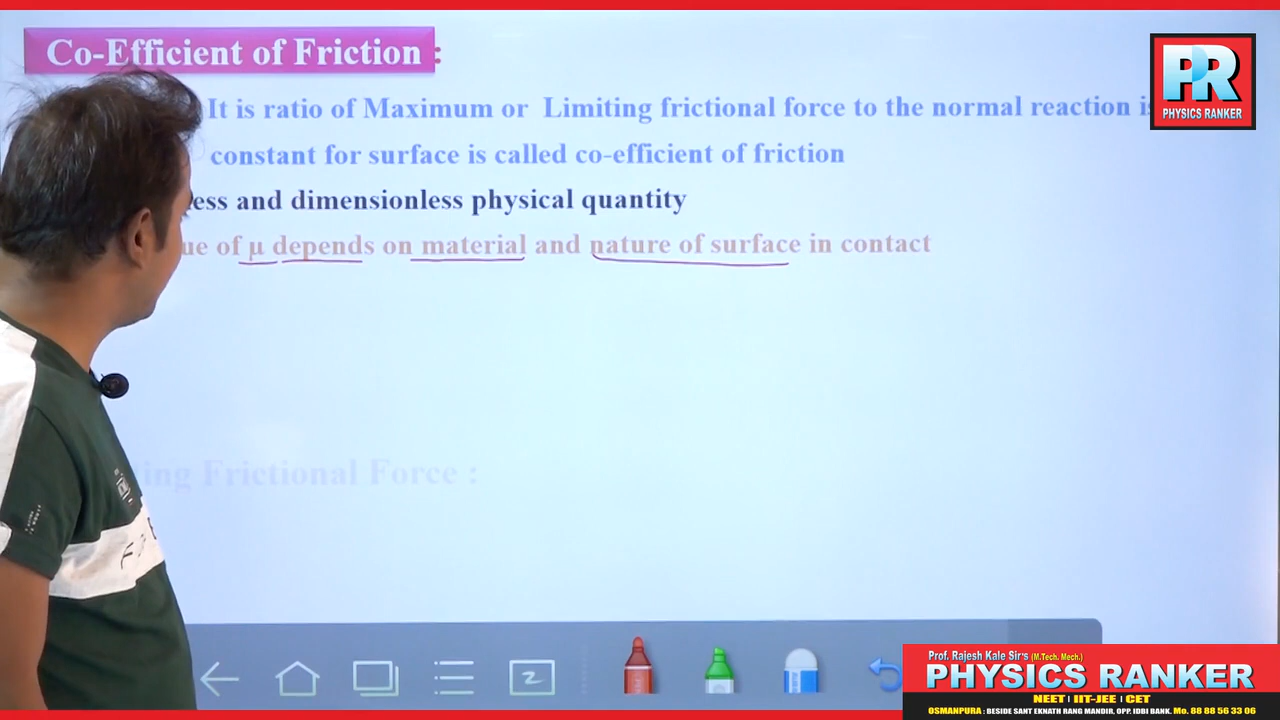 Co-Efficient of Friction :
It is ratio of Maximum or Limiting frictional force to the normal reaction is
constant for surface is called co-efficient of friction
and dimensionless physical quantity
of μ depends on material and nature of surface in contact
Frictional Force :
PR
PHYSICS RANKER
Prof. Rajesh Kale Sir's (M.Tech. Mech.)
PHYSICS RANKER
NEET | IIT-JEE | CET
OSMANPURA : BESIDE SANT EKNATH RANG MANDIR, OPP. IDBI BANK. Mo. 88 88 56 33 06